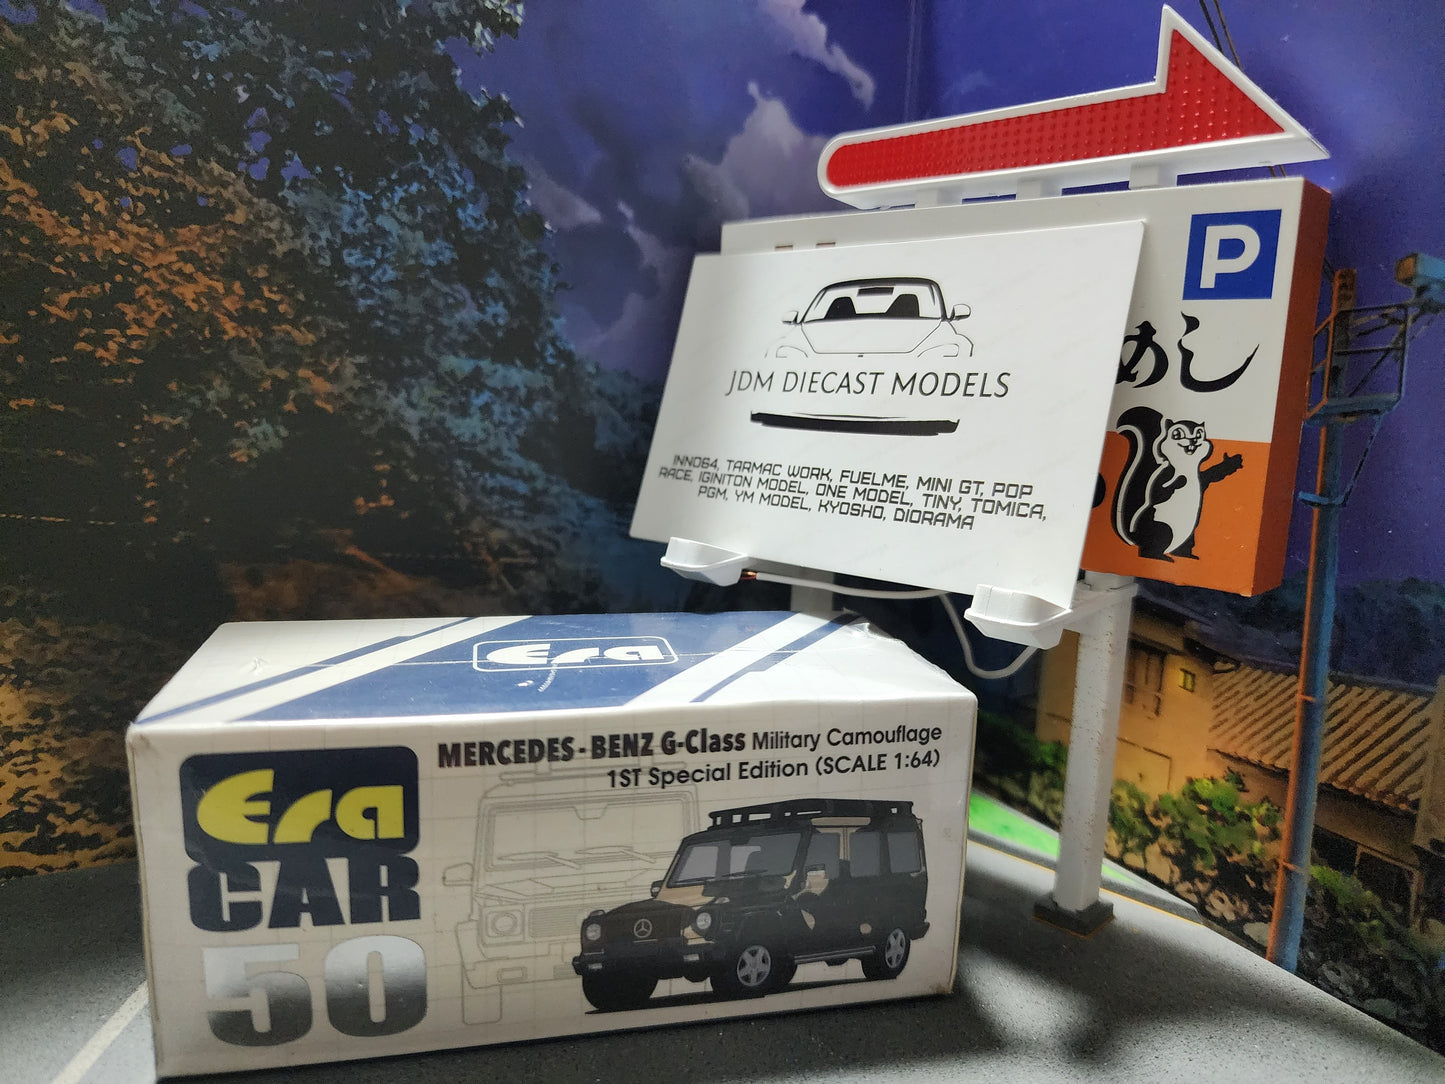 P
めし
JDM DIECAST MODELS
INNO64, TARMAC WORK, FUELME, MINI GT, POP
RACE, IGINITON MODEL, ONE MODEL, TINY, TOMICA,
PGM, YM MODEL, KYOSHO, DIORAMA
Era
MERCEDES-BENZ G-Class Military Camouflage
1ST Special Edition (SCALE 1:64)
Era
CAR
50